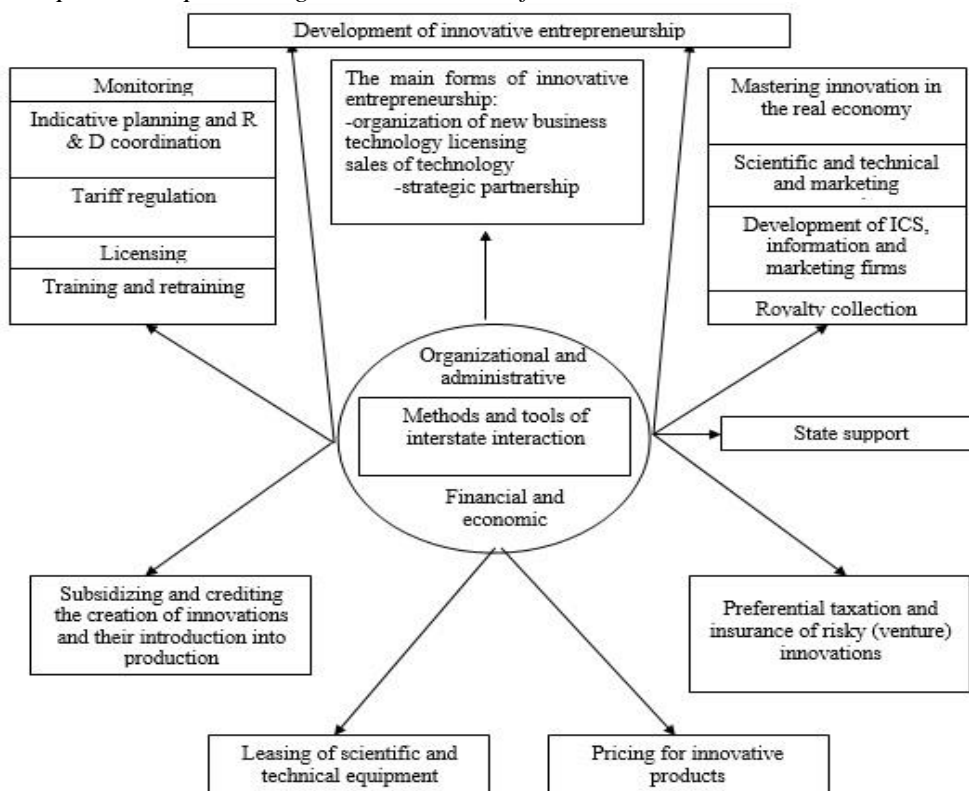 Development of innovative entrepreneurship
Monitoring
Indicative planning and R
& D coordination
Tariff regulation
Licensing
Training and retraining
The main forms of innovative
entrepreneurship:
-organization of new business
technology licensing
sales of technology
-strategic partnership
Mastering innovation in
the real economy
Scientific and technical
and marketing
Development of ICS,
information and
marketing firms
Royalty collection
Organizational and
administrative
Methods and tools of
interstate interaction
Financial and
economic
State support
Subsidizing and crediting
the creation of innovations
and their introduction into
production
Preferential taxation and
insurance of risky (venture)
innovations
Leasing of scientific and
technical equipment
Pricing for innovative
products